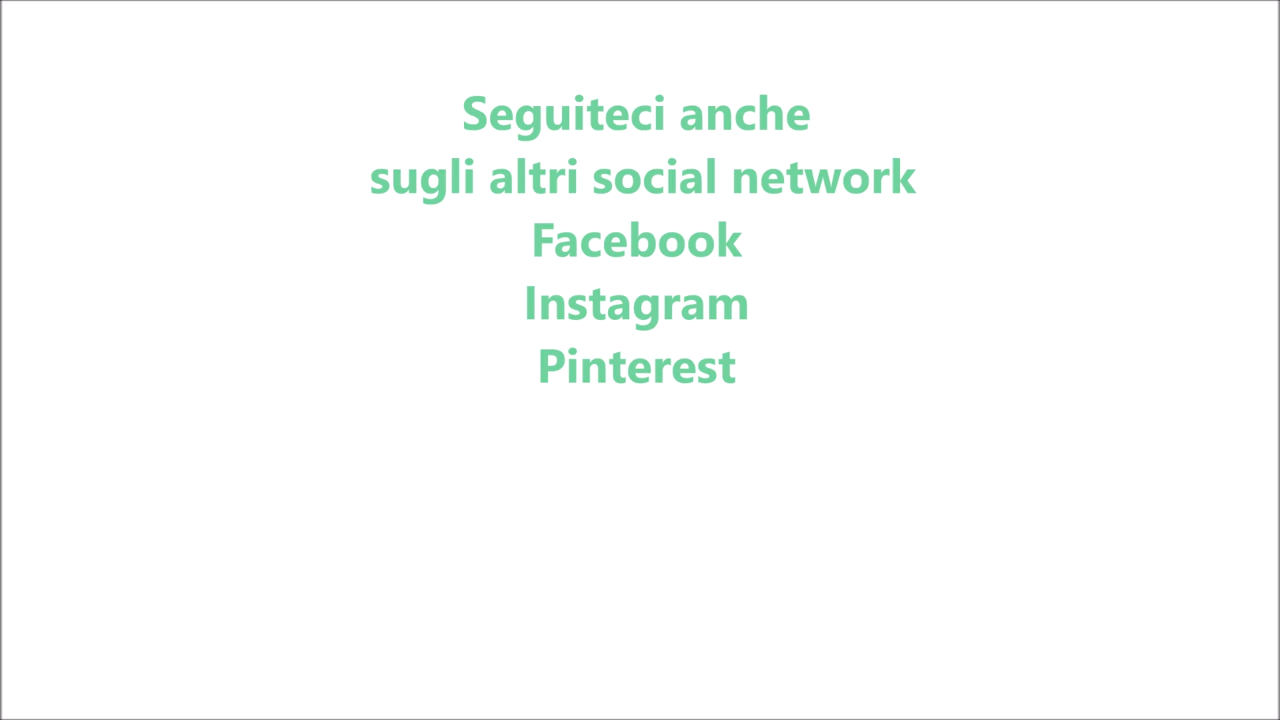 Seguiteci anche
sugli altri social network
Facebook
Instagram
Pinterest